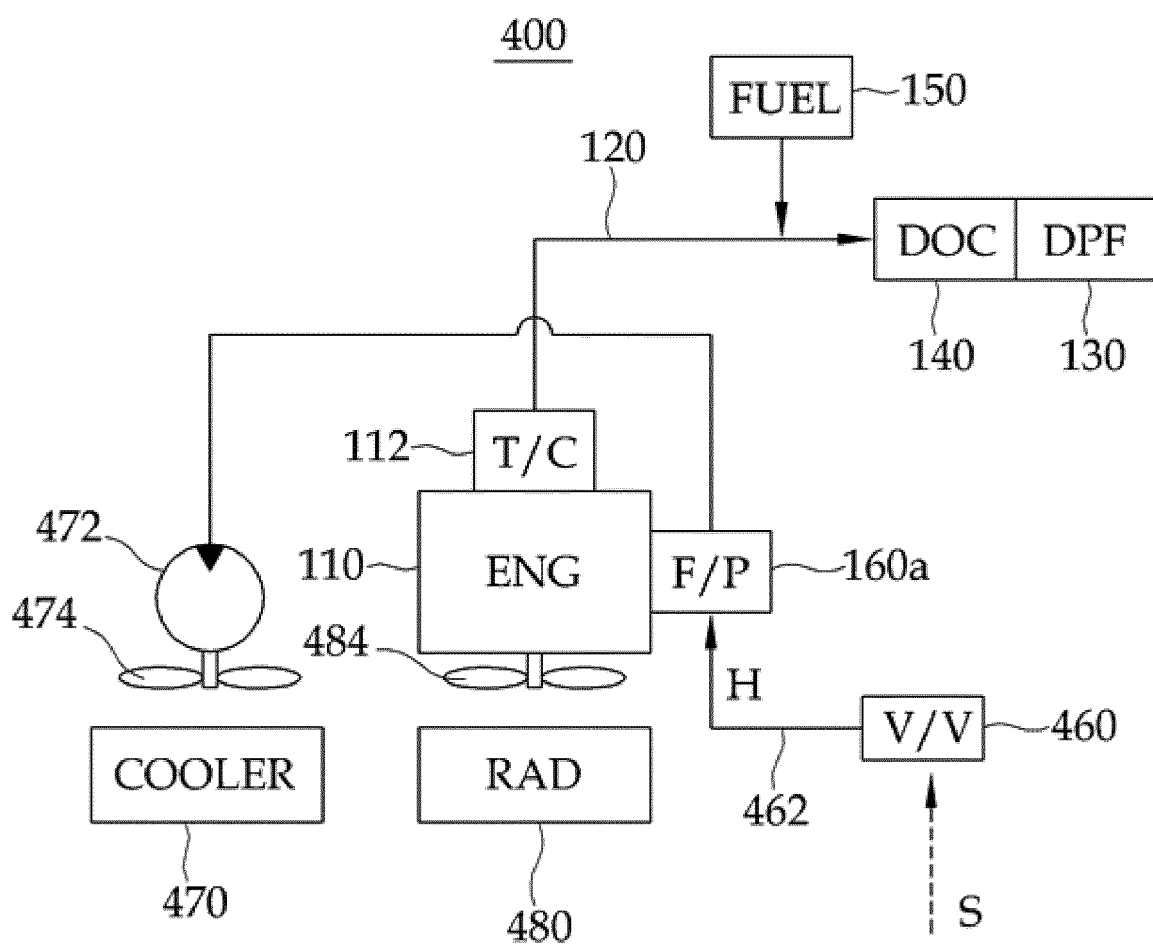 400
FUEL
150
120
DOC
DPF
140
130
112
T/C
472
110
ENG
F/P
160a
474
484
H
V/V
460
COOLER
RAD
462
470
480
S